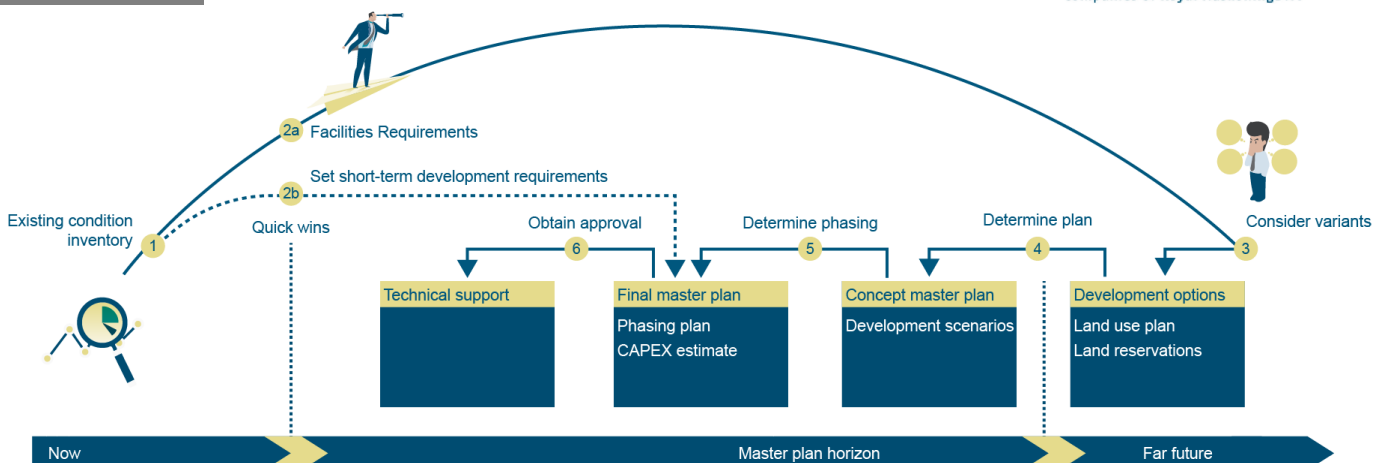 2a Facilities Requirements
Set short-term development requirements
2b
Existing condition
inventory
1
Quick wins
Obtain approval
6
Determine phasing
5
Determine plan
4
Consider variants
3
Technical support
Final master plan
Phasing plan
CAPEX estimate
Concept master plan
Development scenarios
Development options
Land use plan
Land reservations
Now
Master plan horizon
Far future